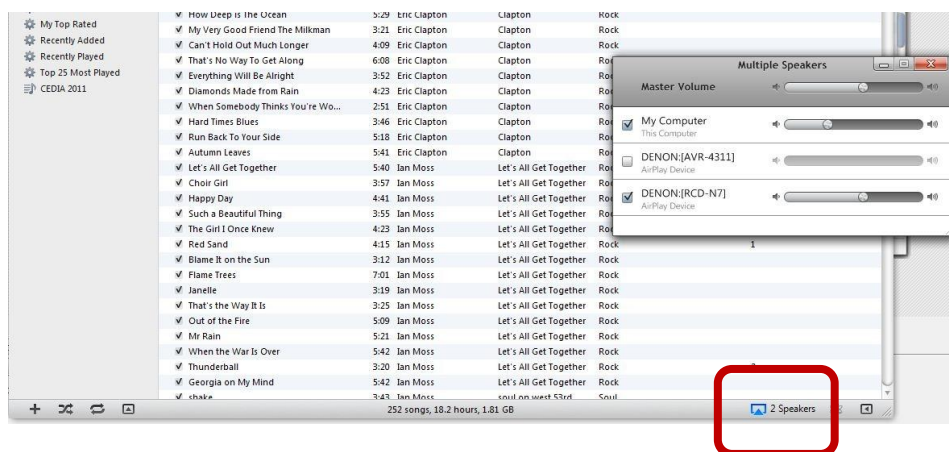 My Top Rated
Recently Added
Recently Played
Top 25 Most Played
CEDIA 2011
How Deep is The Ocean 5:29 Eric Clapton Clapton Rock
My Very Good Friend The Milkman 3:21 Eric Clapton Clapton Rock
Can't Hold Out Much Longer 4:09 Eric Clapton Clapton Rock
That's No Way To Get Along 6:08 Eric Clapton Clapton
Everything Will Be Alright 3:52 Eric Clapton Clapton
Diamonds Made from Rain 4:23 Eric Clapton Clapton
When Somebody Thinks You're Wo... 2:51 Eric Clapton Clapton
Hard Times Blues 3:46 Eric Clapton Clapton
Run Back To Your Side 5:18 Eric Clapton Clapton
Autumn Leaves 5:41 Eric Clapton Clapton
Let's All Get Together 5:40 Ian Moss Let's All Get Together
Choir Girl 3:57 Ian Moss Let's All Get Together
Happy Day 4:41 Ian Moss Let's All Get Together
Such a Beautiful Thing 3:55 Ian Moss Let's All Get Together
The Girl I Once Knew 4:23 Ian Moss Let's All Get Together
Red Sand 4:15 Ian Moss Let's All Get Together Rock 1
Blame It on the Sun 3:12 Ian Moss Let's All Get Together Rock
Flame Trees 7:01 Ian Moss Let's All Get Together Rock
Janelle 3:19 Ian Moss Let's All Get Together Rock
That's the Way It Is 3:25 Ian Moss Let's All Get Together Rock
Out of the Fire 5:09 Ian Moss Let's All Get Together Rock
Mr Rain 5:21 Ian Moss Let's All Get Together Rock
When the War Is Over 5:42 Ian Moss Let's All Get Together Rock
Thunderball 3:20 Ian Moss Let's All Get Together Rock
Georgia on My Mind 5:42 Ian Moss Let's All Get Together Rock
shake 3:43 Ian Moss soul on west 53rd Soul
Multiple Speakers
Master Volume
My Computer
This Computer
DENON:[AVR-4311]
AirPlay Device
DENON:[RCD-N7]
AirPlay Device
252 songs, 18.2 hours, 1.81 GB
2 Speakers